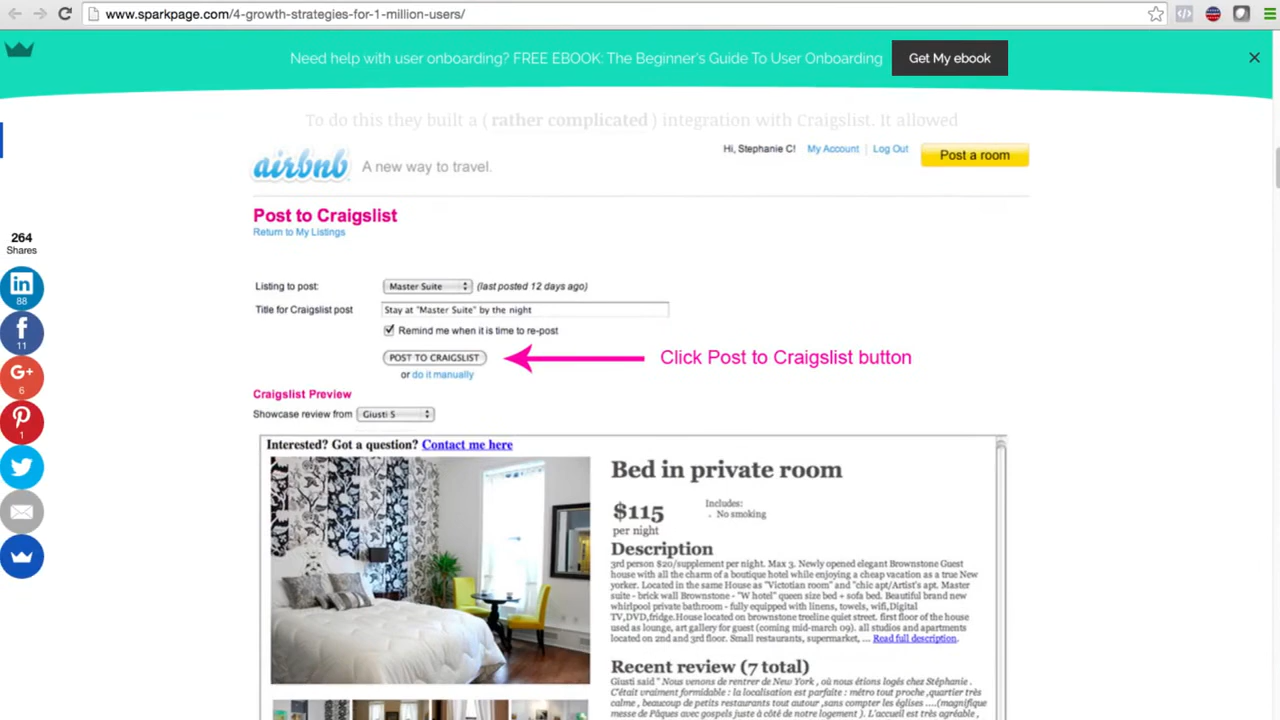 www.sparkpage.com/4-growth-strategies-for-1-million-users/
Need help with user onboarding? FREE EBOOK: The Beginner's Guide To User Onboarding
Get My ebook
To do this they built a ( rather complicated ) integration with Craigslist. It allowed
airbnb
A new way to travel.
Hi, Stephanie C! My Account | Log Out
Post a room
Post to Craigslist
Return to My Listings
264
Shares
Listing to post: Master Suite (last posted 12 days ago)
Title for Craigslist post Stay at "Master Suite" by the night
Remind me when it is time to re-post
POST TO CRAIGSLIST
Click Post to Craigslist button
or do it manually
in
88
f
11
G+
6
1
Craigslist Preview
Showcase review from Giusti S
Interested? Got a question? Contact me here
Bed in private room
$115
per night
Includes:
. No smoking
Description
3rd person $20/supplement per night. Max 3. Newly opened elegant Brownstone Guest
house with all the charm of a boutique hotel while enjoying a cheap vacation as a true New
yorker. Located in the same House as "Victotian room" and "chic apt/Artist's apt. Master
suite - brick wall Brownstone - "W hotel" queen size bed + sofa bed. Beautiful brand new
whirlpool private bathroom - fully equipped with linens, towels, wifi,Digital
TV,DVD,fridge.House located on brownstone treeline quiet street. first floor of the house
used as lounge, art gallery for guest (coming mid-march 09). all studios and apartments
located on 2nd and 3rd floor. Small restaurants, supermarket, ... Read full description.
Recent review (7 total)
Giusti said " Nous venons de rentrer de New York , où nous étions logés chez Stéphanie .
C'était vraiment formidable : la localisation est parfaite : métro tout proche ,quartier très
calme , beaucoup de petits restaurants tout autour ,sans compter les églises ....(magnifique
messe de Pâques avec gospels juste à côté de notre logement). L'accueil est très agréable ,